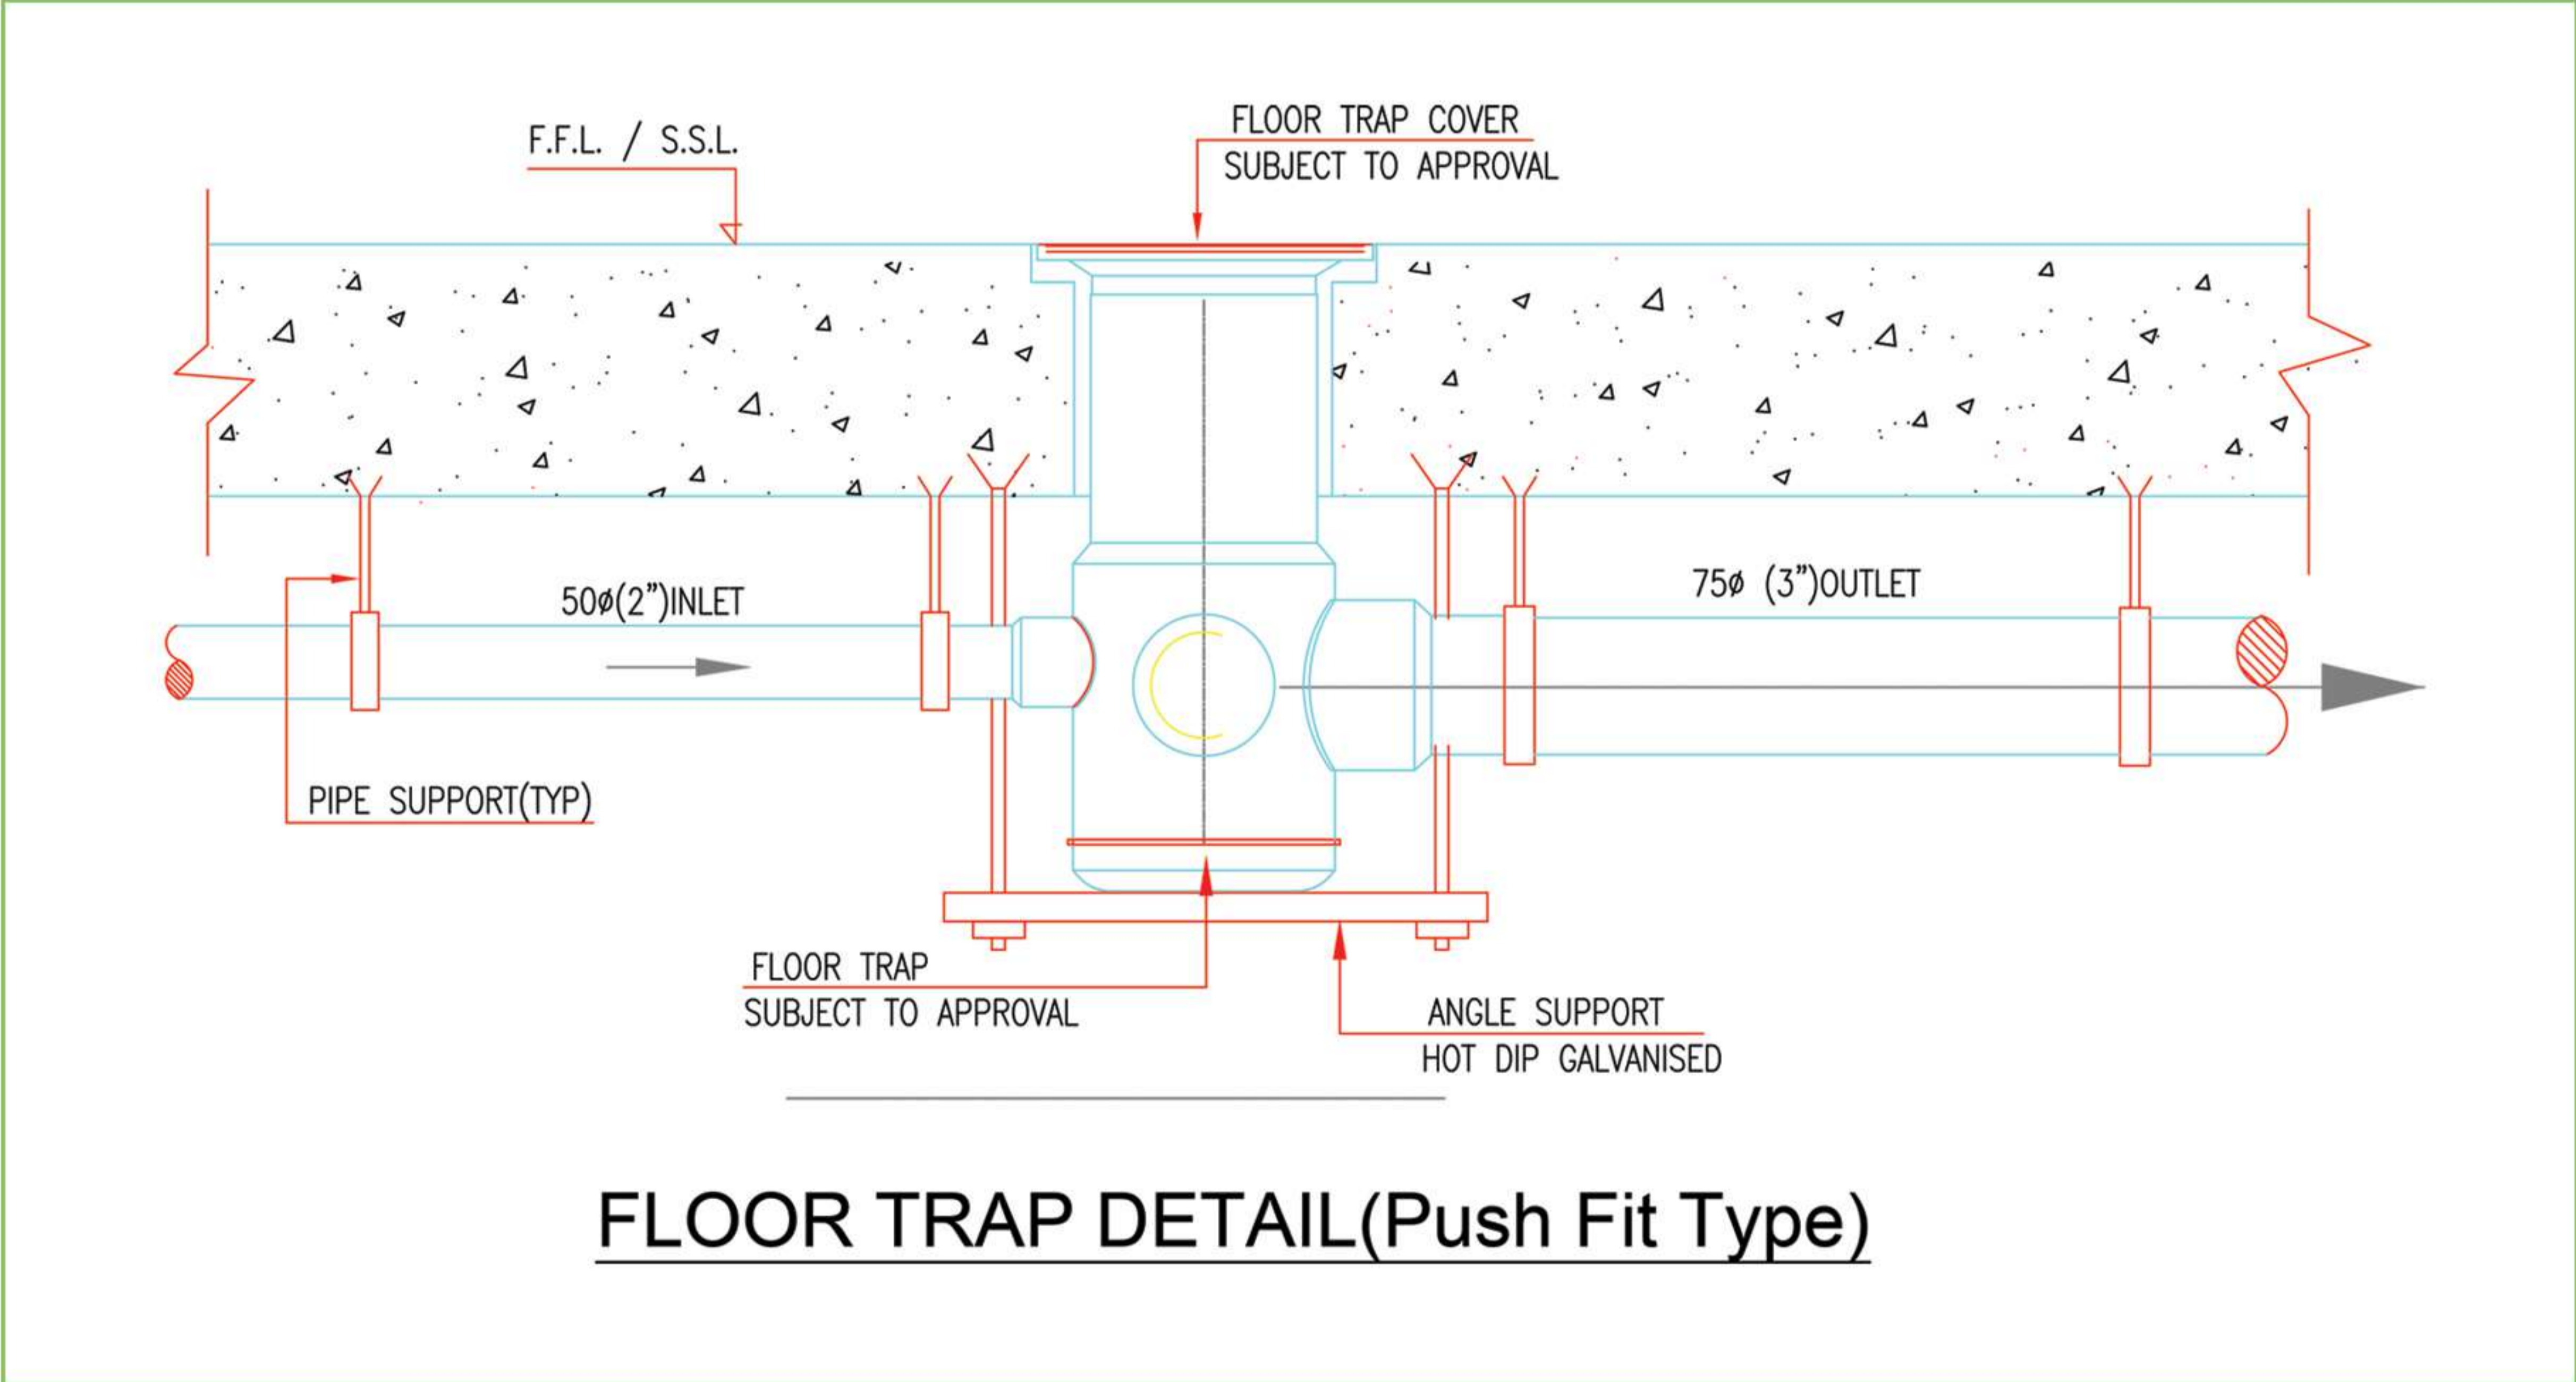 FLOOR TRAP COVER
SUBJECT TO APPROVAL
F.F.L. / S.S.L.
50ø(2”)INLET
75ø (3”)OUTLET
PIPE SUPPORT(TYP)
FLOOR TRAP
SUBJECT TO APPROVAL
ANGLE SUPPORT
HOT DIP GALVANISED
FLOOR TRAP DETAIL(Push Fit Type)